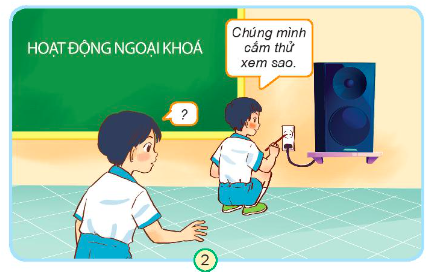 HOẠT ĐỘNG NGOẠI KHOÁ
Chúng mình
cắm thử
xem sao.
?
2